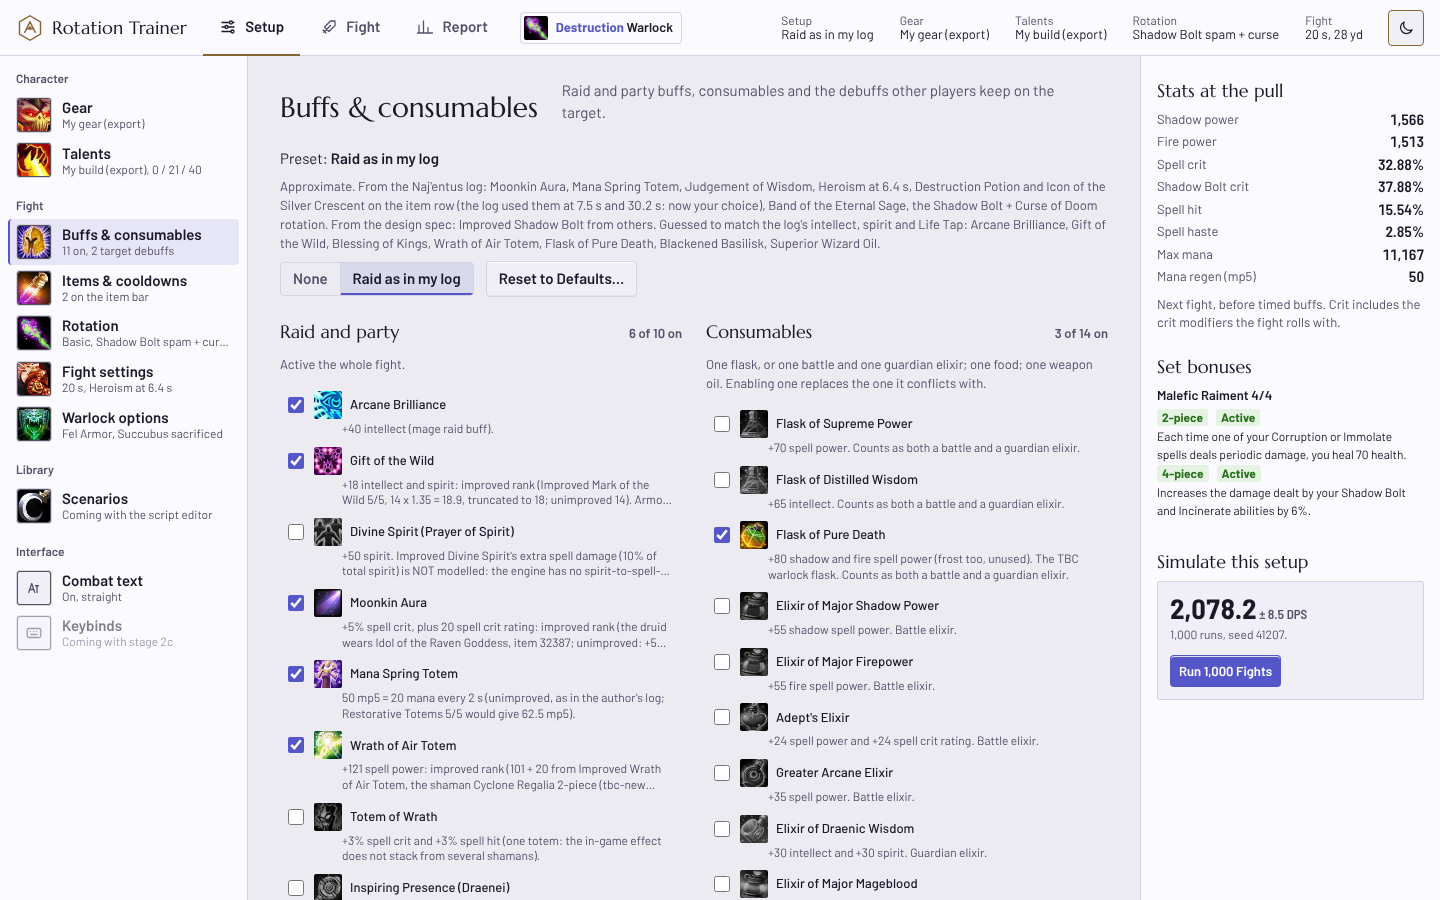 Rotation Trainer
Setup
Fight
Report
Destruction Warlock
Setup
Raid as in my log
Gear
My gear (export)
Talents
My build (export)
Rotation
Shadow Bolt spam + curse
Fight
20 s, 28 yd
Character
Gear
My gear (export)
Talents
My build (export), 0 / 21 / 40
Fight
Buffs & consumables
11 on, 2 target debuffs
Items & cooldowns
2 on the item bar
Rotation
Basic, Shadow Bolt spam + cur...
Fight settings
20 s, Heroism at 6.4 s
Warlock options
Fel Armor, Succubus sacrificed
Library
Scenarios
Coming with the script editor
Interface
Combat text
On, straight
Keybinds
Coming with stage 2c
Buffs & consumables
Raid and party buffs, consumables and the debuffs other players keep on the
target.
Preset: Raid as in my log
Approximate. From the Naj'entus log: Moonkin Aura, Mana Spring Totem, Judgement of Wisdom, Heroism at 6.4 s, Destruction Potion and Icon of the
Silver Crescent on the item row (the log used them at 7.5 s and 30.2 s: now your choice), Band of the Eternal Sage, the Shadow Bolt + Curse of Doom
rotation. From the design spec: Improved Shadow Bolt from others. Guessed to match the log's intellect, spirit and Life Tap: Arcane Brilliance, Gift of
the Wild, Blessing of Kings, Wrath of Air Totem, Flask of Pure Death, Blackened Basilisk, Superior Wizard Oil.
None
Raid as in my log
Reset to Defaults...
Raid and party
6 of 10 on
Active the whole fight.
Arcane Brilliance
+40 intellect (mage raid buff).
Gift of the Wild
+18 intellect and spirit: improved rank (Improved Mark of the
Wild 5/5, 14 x 1.35 = 18.9, truncated to 18; unimproved 14). Armo...
Divine Spirit (Prayer of Spirit)
+50 spirit. Improved Divine Spirit's extra spell damage (10% of
total spirit) is NOT modelled: the engine has no spirit-to-spell-...
Moonkin Aura
+5% spell crit, plus 20 spell crit rating: improved rank (the druid
wears Idol of the Raven Goddess, item 32387; unimproved: +5...
Mana Spring Totem
50 mp5 = 20 mana every 2 s (unimproved, as in the author's log;
Restorative Totems 5/5 would give 62.5 mp5).
Wrath of Air Totem
+121 spell power: improved rank (101 + 20 from Improved Wrath
of Air Totem, the shaman Cyclone Regalia 2-piece (tbc-new...
Totem of Wrath
+3% spell crit and +3% spell hit (one totem: the in-game effect
does not stack from several shamans).
Inspiring Presence (Draenei)
Consumables
3 of 14 on
One flask, or one battle and one guardian elixir; one food; one weapon
oil. Enabling one replaces the one it conflicts with.
Flask of Supreme Power
+70 spell power. Counts as both a battle and a guardian elixir.
Flask of Distilled Wisdom
+65 intellect. Counts as both a battle and a guardian elixir.
Flask of Pure Death
+80 shadow and fire spell power (frost too, unused). The TBC
warlock flask. Counts as both a battle and a guardian elixir.
Elixir of Major Shadow Power
+55 shadow spell power. Battle elixir.
Elixir of Major Firepower
+55 fire spell power. Battle elixir.
Adept's Elixir
+24 spell power and +24 spell crit rating. Battle elixir.
Greater Arcane Elixir
+35 spell power. Battle elixir.
Elixir of Draenic Wisdom
+30 intellect and +30 spirit. Guardian elixir.
Elixir of Major Mageblood
Stats at the pull
Shadow power 1,566
Fire power 1,513
Spell crit 32.88%
Shadow Bolt crit 37.88%
Spell hit 15.54%
Spell haste 2.85%
Max mana 11,167
Mana regen (mp5) 50
Next fight, before timed buffs. Crit includes the
crit modifiers the fight rolls with.
Set bonuses
Malefic Raiment 4/4
2-piece Active
Each time one of your Corruption or Immolate
spells deals periodic damage, you heal 70 health.
4-piece Active
Increases the damage dealt by your Shadow Bolt
and Incinerate abilities by 6%.
Simulate this setup
2,078.2 ± 8.5 DPS
1,000 runs, seed 41207.
Run 1,000 Fights